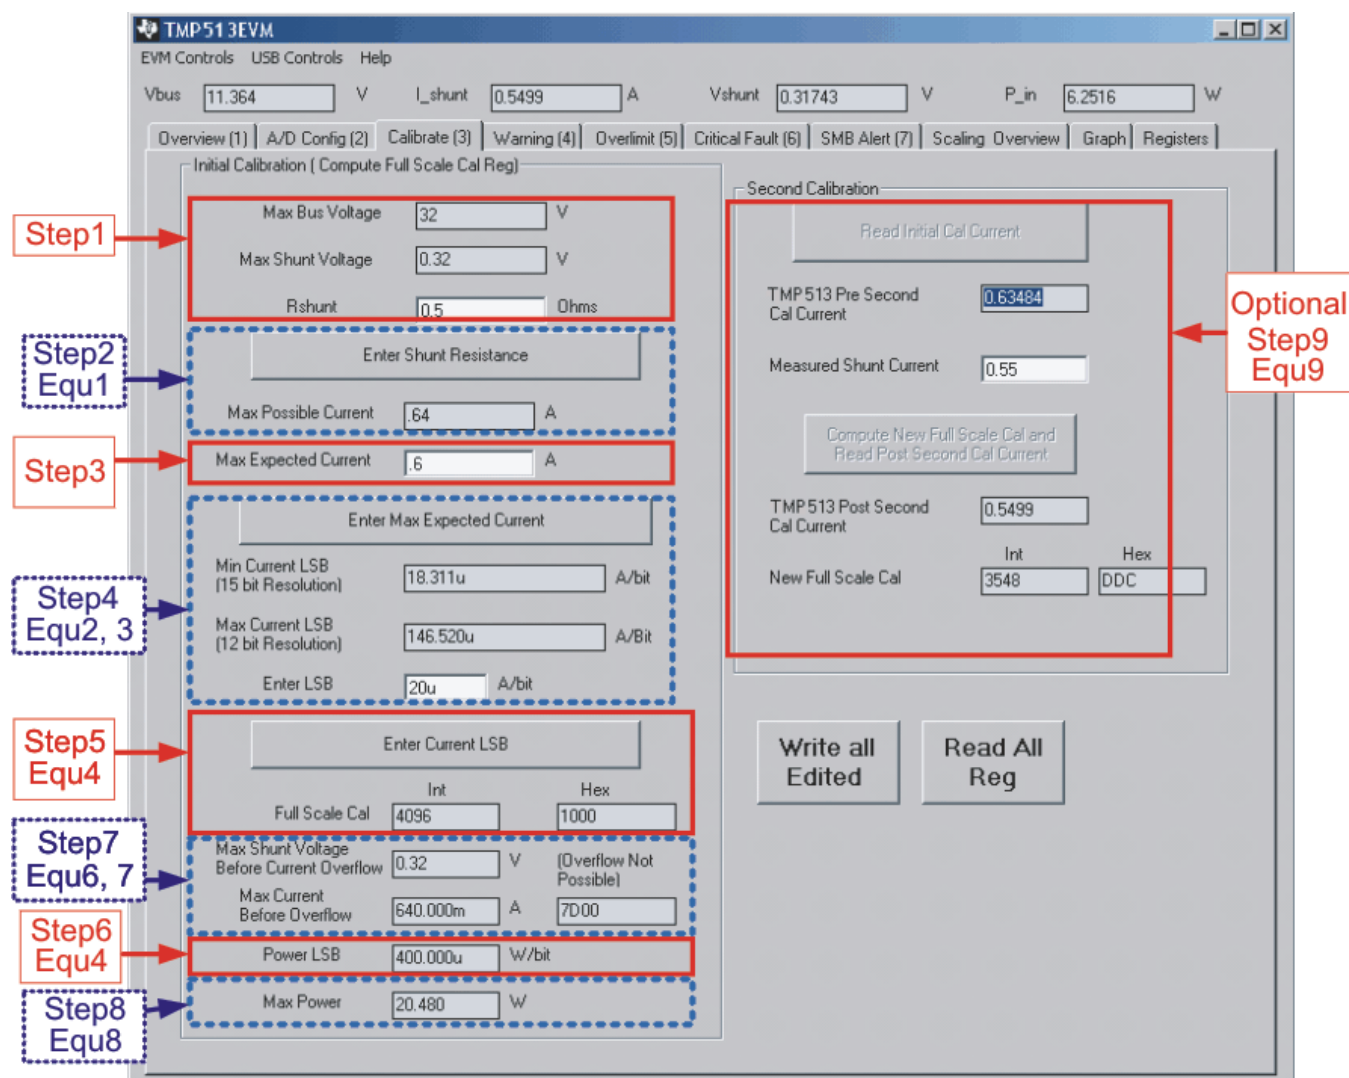 TMP513EVM
EVM Controls USB Controls Help
Vbus 11.364 V I_shunt 0.5499 A Vshunt 0.31743 V P_in 6.2516 W
Overview (1) A/D Config (2) Calibrate (3) Warning (4) Overlimit (5) Critical Fault (6) SMB Alert (7) Scaling Overview Graph Registers
Initial Calibration ( Compute Full Scale Cal Reg)
Step1
Max Bus Voltage 32 V
Max Shunt Voltage 0.32 V
Rshunt 0.5 Ohms
Step2
Equ1
Enter Shunt Resistance
Max Possible Current .64 A
Step3
Max Expected Current .6 A
Step4
Equ2, 3
Enter Max Expected Current
Min Current LSB
(15 bit Resolution) 18.311u A/bit
Max Current LSB
(12 bit Resolution) 146.520u A/Bit
Enter LSB 20u A/bit
Step5
Equ4
Enter Current LSB
Int Hex
Full Scale Cal 4096 1000
Step7
Equ6, 7
Max Shunt Voltage
Before Current Overflow 0.32 V (Overflow Not
Possible)
Max Current
Before Overflow 640.000m A 7D00
Step6
Equ4
Power LSB 400.000u W/bit
Step8
Equ8
Max Power 20.480 W
Second Calibration
Read Initial Cal Current
TMP513 Pre Second
Cal Current 0.63484
Measured Shunt Current 0.55
Compute New Full Scale Cal and
Read Post Second Cal Current
TMP513 Post Second
Cal Current 0.5499
Int Hex
New Full Scale Cal 3548 DDC
Optional
Step9
Equ9
Write all
Edited
Read All
Reg